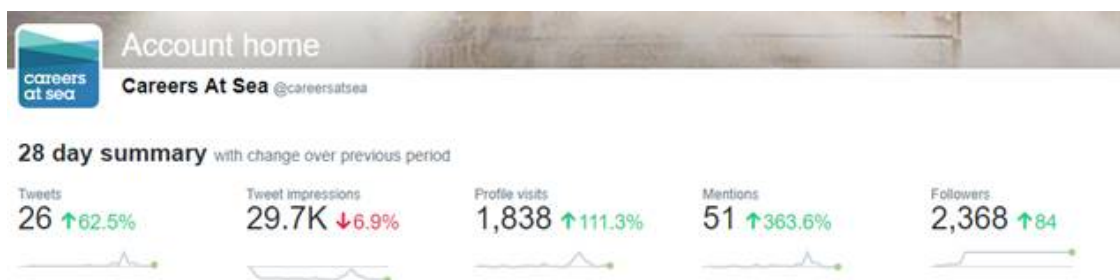 Account home
careers
at sea
Careers At Sea @careersatsea
28 day summary with change over previous period
Tweets
26 ↑62.5%
Tweet impressions
29.7K ↓6.9%
Profile visits
1,838 ↑111.3%
Mentions
51 ↑363.6%
Followers
2,368 ↑84